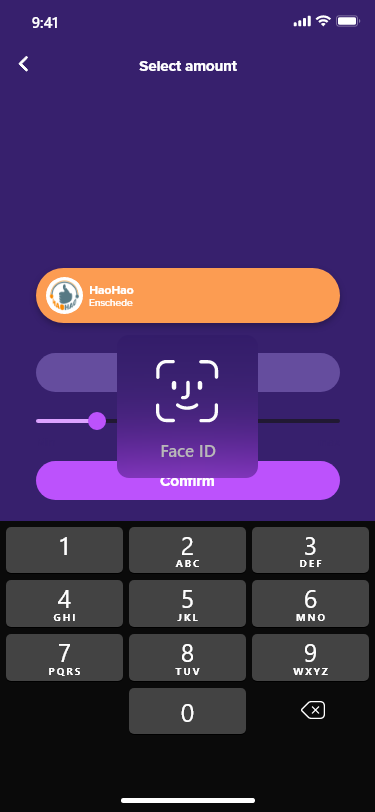 9:41
Select amount
HaoHao
Enschede
Face ID
Confirm
1
2
ABC
3
DEF
4
GHI
5
JKL
6
MNO
7
PQRS
8
TUV
9
WXYZ
0